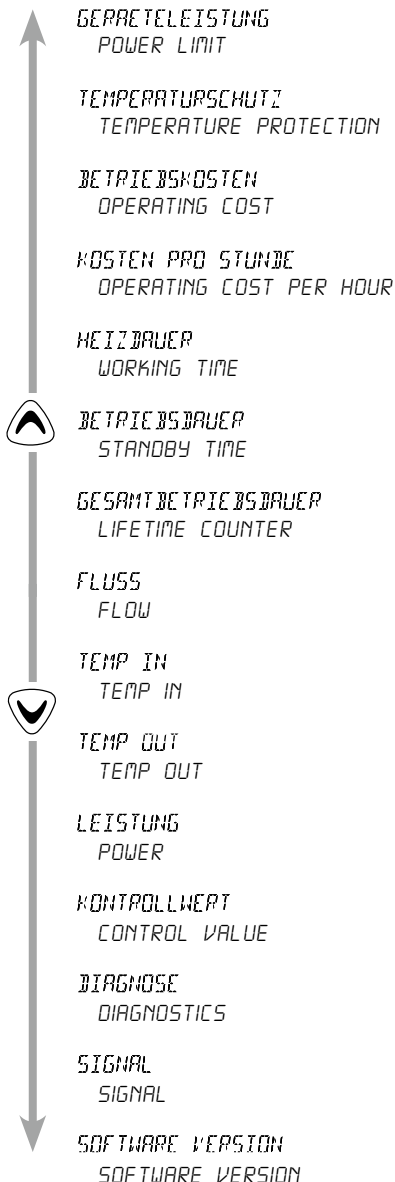 GERAETELEISTUNG
POWER LIMIT
TEMPERATURSCHUTZ
TEMPERATURE PROTECTION
BETRIEBSKOSTEN
OPERATING COST
KOSTEN PRO STUNDE
OPERATING COST PER HOUR
HEIZDAUER
WORKING TIME
BETRIEBSDAUER
STANDBY TIME
GESAMTBETRIEBSDAUER
LIFETIME COUNTER
FLUSS
FLOW
TEMP IN
TEMP IN
TEMP OUT
TEMP OUT
LEISTUNG
POWER
KONTROLLWERT
CONTROL VALUE
DIAGNOSE
DIAGNOSTICS
SIGNAL
SIGNAL
SOFTWARE VERSION
SOFTWARE VERSION